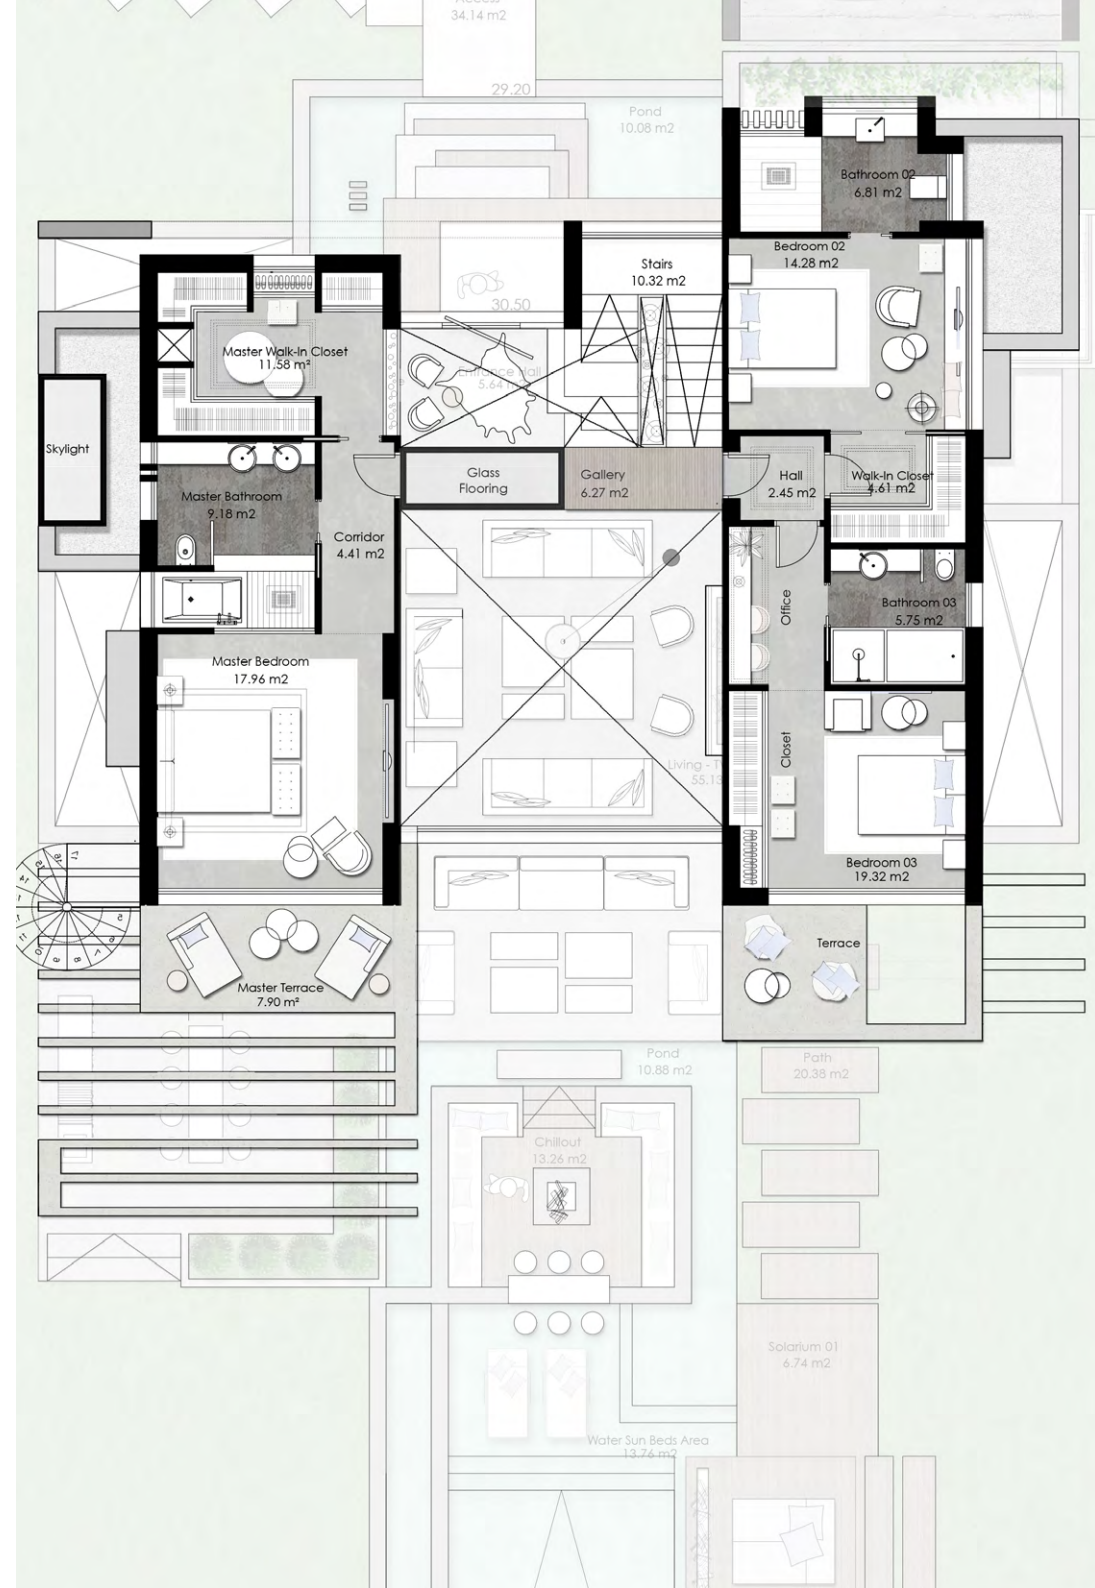 Access
34.14 m2
29.20
Pond
10.08 m2
Bathroom 02
6.81 m2
Bedroom 02
14.28 m2
Stairs
10.32 m2
30.50
Master Walk-In Closet
11.58 m²
Entrance Hall
5.64
Skylight
Glass
Flooring
Gallery
6.27 m2
Hall
2.45 m2
Walk-In Closet
4.61 m2
Master Bathroom
9.18 m2
Corridor
4.41 m2
Office
Bathroom 03
5.75 m2
Master Bedroom
17.96 m2
Living - T
55.13
Closet
Bedroom 03
19.32 m2
Terrace
Master Terrace
7.90 m²
Pond
10.88 m2
Path
20.38 m2
Chillout
13.26 m2
Solarium 01
6.74 m2
Water Sun Beds Area
13.76 m2